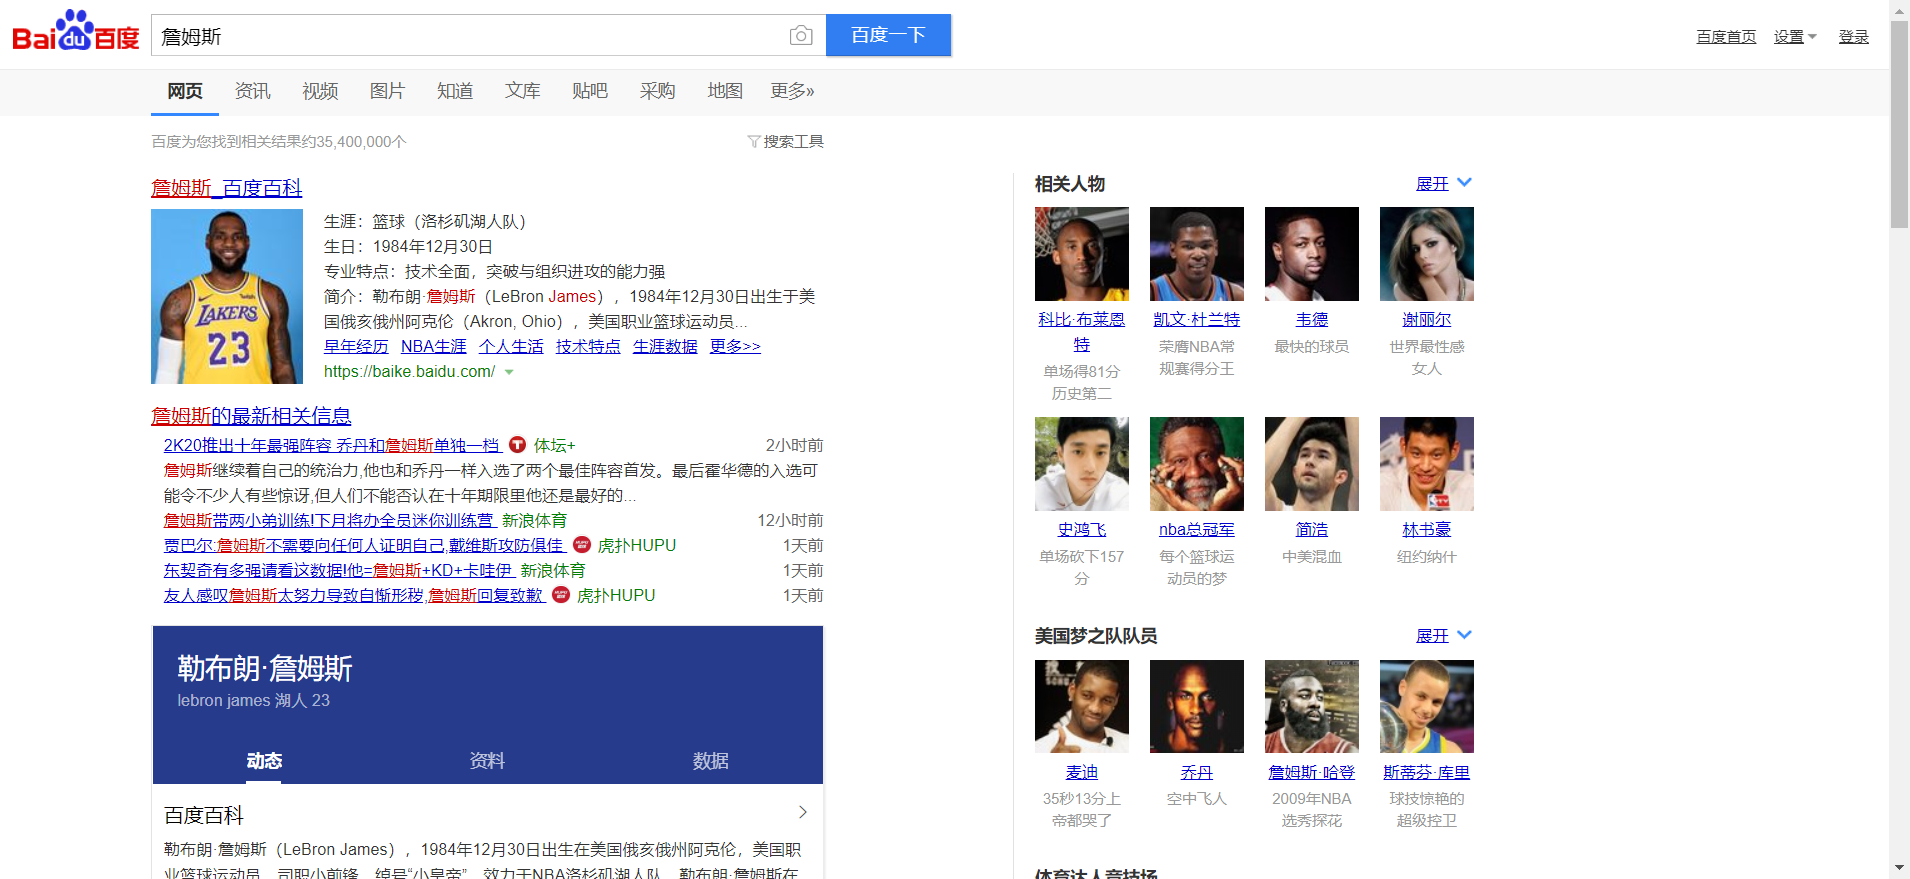 Bai du 百度
詹姆斯
百度一下
百度首页 设置 登录
网页 资讯 视频 图片 知道 文库 贴吧 采购 地图 更多»
百度为您找到相关结果约35,400,000个
搜索工具
詹姆斯_百度百科
LAKERS
23
生涯：篮球（洛杉矶湖人队）
生日：1984年12月30日
专业特点：技术全面，突破与组织进攻的能力强
简介：勒布朗·詹姆斯（LeBron James），1984年12月30日出生于美
国俄亥俄州阿克伦（Akron, Ohio），美国职业篮球运动员...
早年经历 NBA生涯 个人生活 技术特点 生涯数据 更多>>
https://baike.baidu.com/
詹姆斯的最新相关信息
2K20推出十年最强阵容 乔丹和詹姆斯单独一档 T 体坛+ 2小时前
詹姆斯继续着自己的统治力,他也和乔丹一样入选了两个最佳阵容首发。最后霍华德的入选可
能令不少人有些惊讶,但人们不能否认在十年期限里他还是最好的...
詹姆斯带两小弟训练!下月将办全员迷你训练营 新浪体育 12小时前
贾巴尔:詹姆斯不需要向任何人证明自己,戴维斯攻防俱佳 虎扑HUPU 1天前
东契奇有多强请看这数据!他=詹姆斯+KD+卡哇伊 新浪体育 1天前
友人感叹詹姆斯太努力导致自惭形秽,詹姆斯回复致歉 虎扑HUPU 1天前
勒布朗·詹姆斯
lebron james 湖人 23
动态 资料 数据
百度百科
勒布朗·詹姆斯（LeBron James），1984年12月30日出生在美国俄亥俄州阿克伦，美国职
业篮球运动员，司职小前锋，绰号“小皇帝”，效力于NBA洛杉矶湖人队。勒布朗·詹姆斯在
相关人物 展开
科比·布莱恩 凯文·杜兰特 韦德 谢丽尔
特 荣膺NBA常 最快的球员 世界最性感
单场得81分 规赛得分王 女人
历史第二
史鸿飞 nba总冠军 简浩 林书豪
单场砍下157 每个篮球运 中美混血 纽约纳什
分 动员的梦
美国梦之队队员 展开
麦迪 乔丹 詹姆斯·哈登 斯蒂芬·库里
35秒13分上 空中飞人 2009年NBA 球技惊艳的
帝都哭了 选秀探花 超级控卫
体育达人竞技场